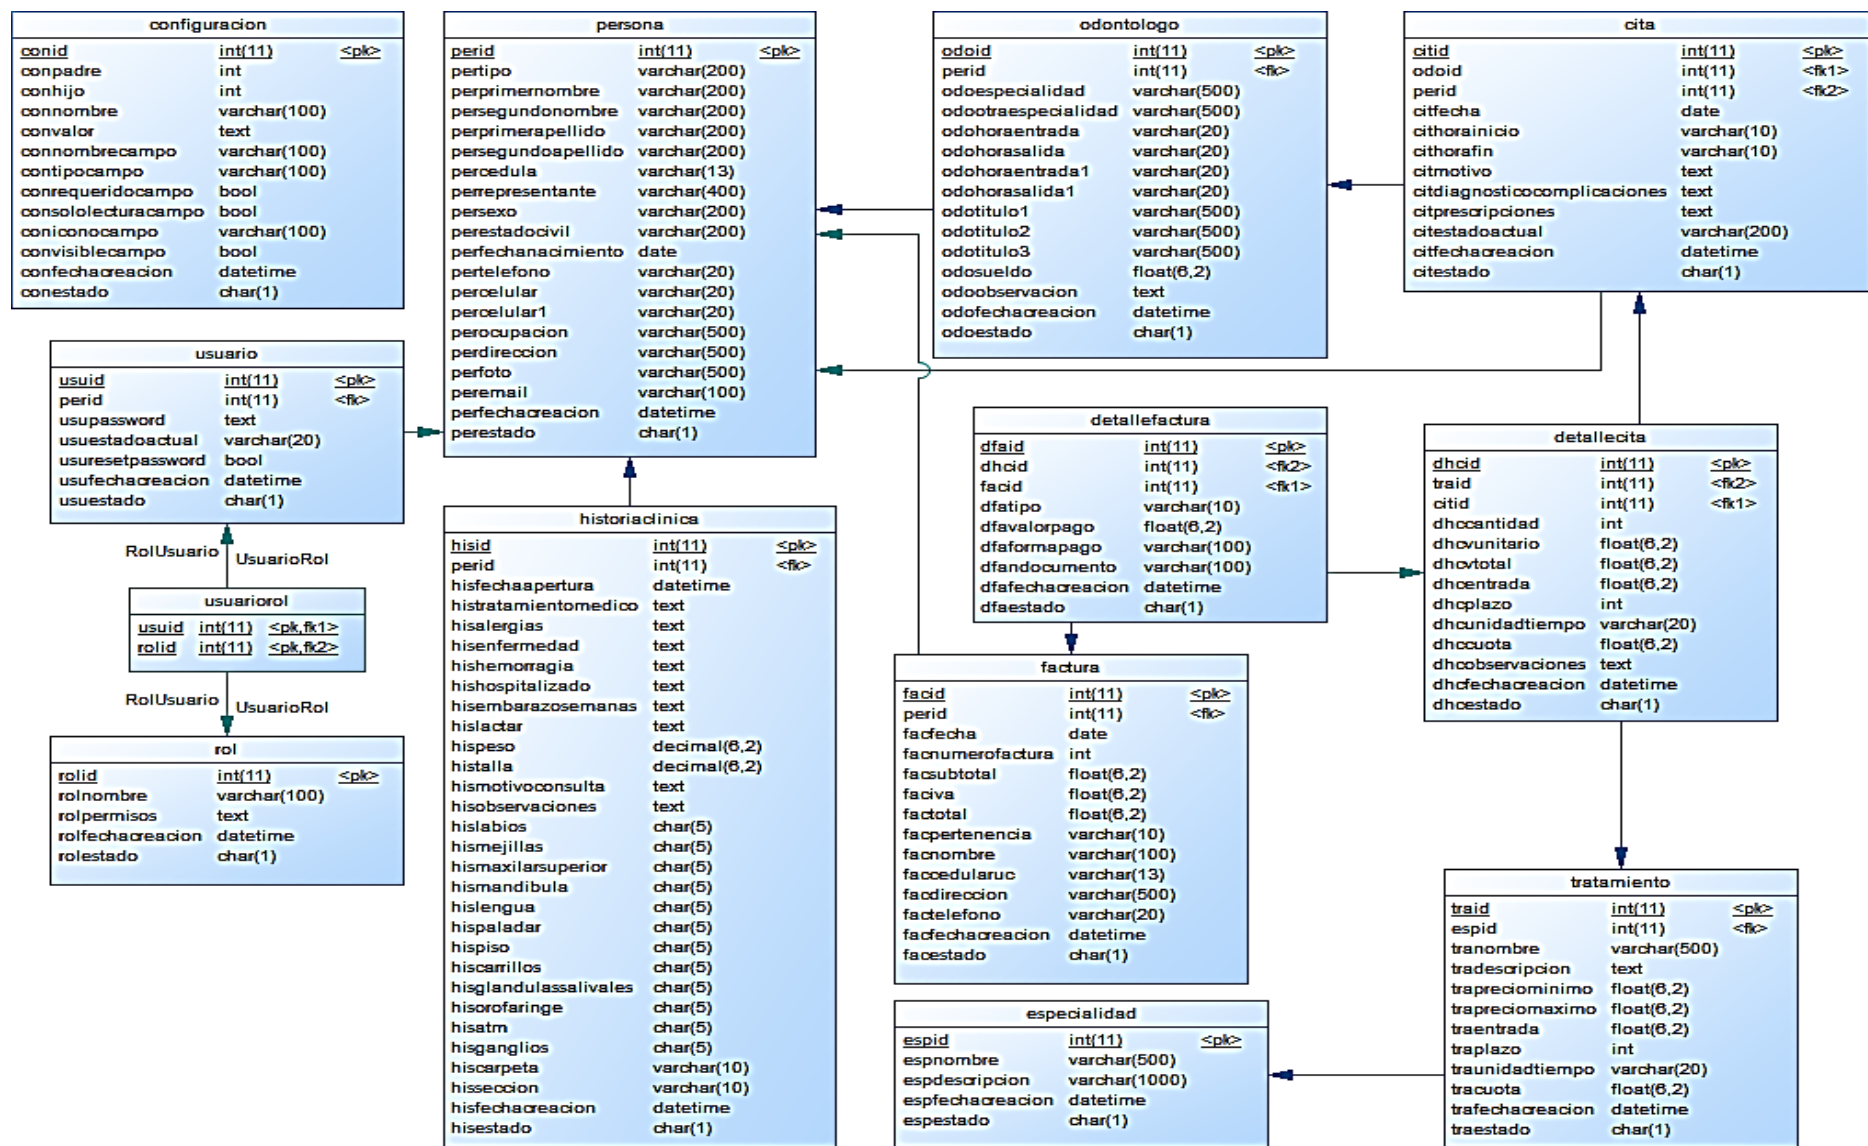 configuracion
conid int(11) <pk>
conpadre int
conhijo int
connombre varchar(100)
convalor text
connombrecampo varchar(100)
contipocampo varchar(100)
conrequeridocampo bool
consololecturacampo bool
coniconocampo varchar(100)
convisiblecampo bool
confechacreacion datetime
conestado char(1)
persona
perid int(11) <pk>
pertipo varchar(200)
perprimernombre varchar(200)
persegundonombre varchar(200)
perprimerapellido varchar(200)
persegundoapellido varchar(200)
percedula varchar(13)
perrepresentante varchar(400)
persexo varchar(200)
perestadocivil varchar(200)
perfechanacimiento date
pertelefono varchar(20)
percelular varchar(20)
percelular1 varchar(20)
perocupacion varchar(500)
perdireccion varchar(500)
perfoto varchar(500)
peremail varchar(100)
perfechacreacion datetime
perestado char(1)
odontologo
odoid int(11) <pk>
perid int(11) <fk>
odoespecialidad varchar(500)
odootraespecialidad varchar(500)
odohoraentrada varchar(20)
odohorasalida varchar(20)
odohoraentrada1 varchar(20)
odohorasalida1 varchar(20)
odotitulo1 varchar(500)
odotitulo2 varchar(500)
odotitulo3 varchar(500)
odosueldo float(6,2)
odoobservacion text
odofechacreacion datetime
odoestado char(1)
cita
citid int(11) <pk>
odoid int(11) <fk1>
perid int(11) <fk2>
citfecha date
cithorainicio varchar(10)
cithorafin varchar(10)
citmotivo text
citdiagnosticocomplicaciones text
citprescripciones text
citestadoactual varchar(200)
citfechacreacion datetime
citestado char(1)
usuario
usuid int(11) <pk>
perid int(11) <fk>
usupassword text
usuestadoactual varchar(20)
usuresetpassword bool
usufechacreacion datetime
usuestado char(1)
RolUsuario
UsuarioRol
usuariorol
usuid int(11) <pk,fk1>
rolid int(11) <pk,fk2>
RolUsuario
UsuarioRol
rol
rolid int(11) <pk>
rolnombre varchar(100)
rolpermisos text
rolfechacreacion datetime
rolestado char(1)
historiaclinica
hisid int(11) <pk>
perid int(11) <fk>
hisfechaapertura datetime
histratamientomedico text
hisalergias text
hisenfermedad text
hishemorragia text
hishospitalizado text
hisembarazosemanas text
hislactar text
hispeso decimal(6,2)
histalla decimal(6,2)
hismotivoconsulta text
hisobservaciones text
hislabios char(5)
hismejillas char(5)
hismaxilarsuperior char(5)
hismandibula char(5)
hislengua char(5)
hispaladar char(5)
hispiso char(5)
hiscarrillos char(5)
hisglandulassalivales char(5)
hisorofaringe char(5)
hisatm char(5)
hisganglios char(5)
hiscarpeta varchar(10)
hisseccion varchar(10)
hisfechacreacion datetime
hisestado char(1)
detallefactura
dfaid int(11) <pk>
dhcid int(11) <fk2>
facid int(11) <fk1>
dfatipo varchar(10)
dfavalorpago float(6,2)
dfaformapago varchar(100)
dfandocumento varchar(100)
dfafechacreacion datetime
dfaestado char(1)
detallecita
dhcid int(11) <pk>
traid int(11) <fk2>
citid int(11) <fk1>
dhccantidad int
dhcvunitario float(6,2)
dhcvtotal float(6,2)
dhcentrada float(6,2)
dhcplazo int
dhcunidadtiempo varchar(20)
dhccuota float(6,2)
dhcobservaciones text
dhcfechacreacion datetime
dhcestado char(1)
factura
facid int(11) <pk>
perid int(11) <fk>
facfecha date
facnumerofactura int
facsubtotal float(6,2)
faciva float(6,2)
factotal float(6,2)
facpertenencia varchar(10)
facnombre varchar(100)
faccedularuc varchar(13)
facdireccion varchar(500)
factelefono varchar(20)
facfechacreacion datetime
facestado char(1)
tratamiento
traid int(11) <pk>
espid int(11) <fk>
tranombre varchar(500)
tradescripcion text
trapreciominimo float(6,2)
trapreciomaximo float(6,2)
traentrada float(6,2)
traplazo int
traunidadtiempo varchar(20)
tracuota float(6,2)
trafechacreacion datetime
traestado char(1)
especialidad
espid int(11) <pk>
espnombre varchar(500)
espdescripcion varchar(1000)
espfechacreacion datetime
espestado char(1)